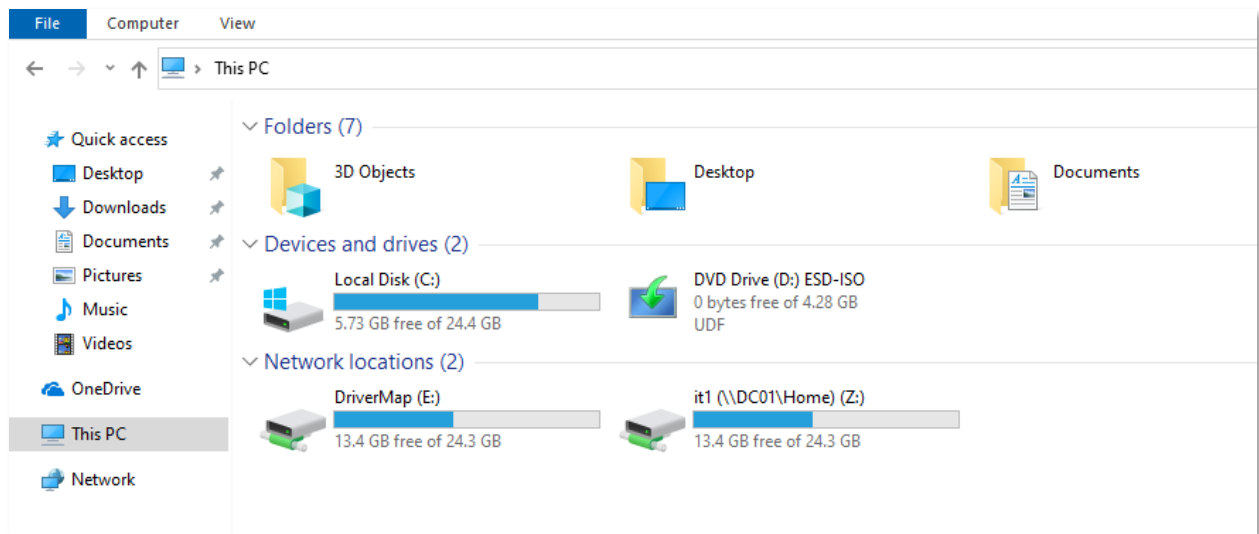 File Computer View
This PC
Quick access
Desktop
Downloads
Documents
Pictures
Music
Videos
OneDrive
This PC
Network
Folders (7)
3D Objects
Desktop
Documents
Devices and drives (2)
Local Disk (C:)
5.73 GB free of 24.4 GB
DVD Drive (D:) ESD-ISO
0 bytes free of 4.28 GB
UDF
Network locations (2)
DriverMap (E:)
13.4 GB free of 24.3 GB
it1 (\\DC01\Home) (Z:)
13.4 GB free of 24.3 GB